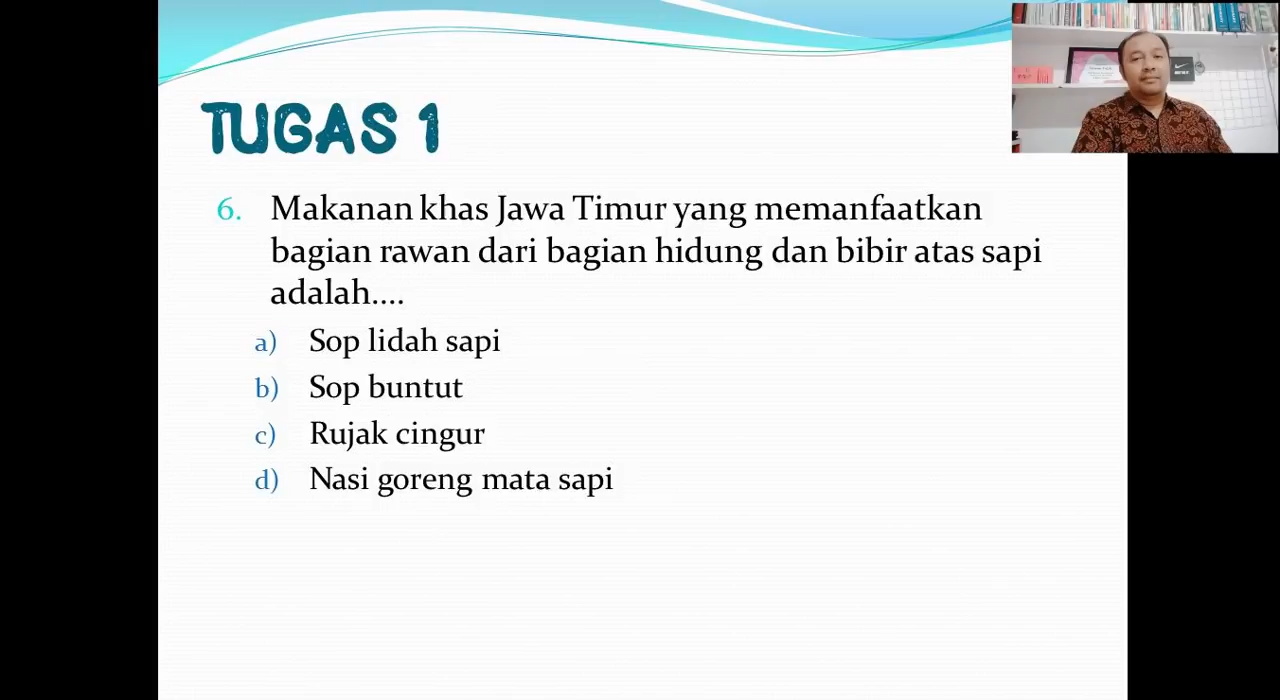 TUGAS 1
6. Makanan khas Jawa Timur yang memanfaatkan
bagian rawan dari bagian hidung dan bibir atas sapi
adalah....
a) Sop lidah sapi
b) Sop buntut
c) Rujak cingur
d) Nasi goreng mata sapi